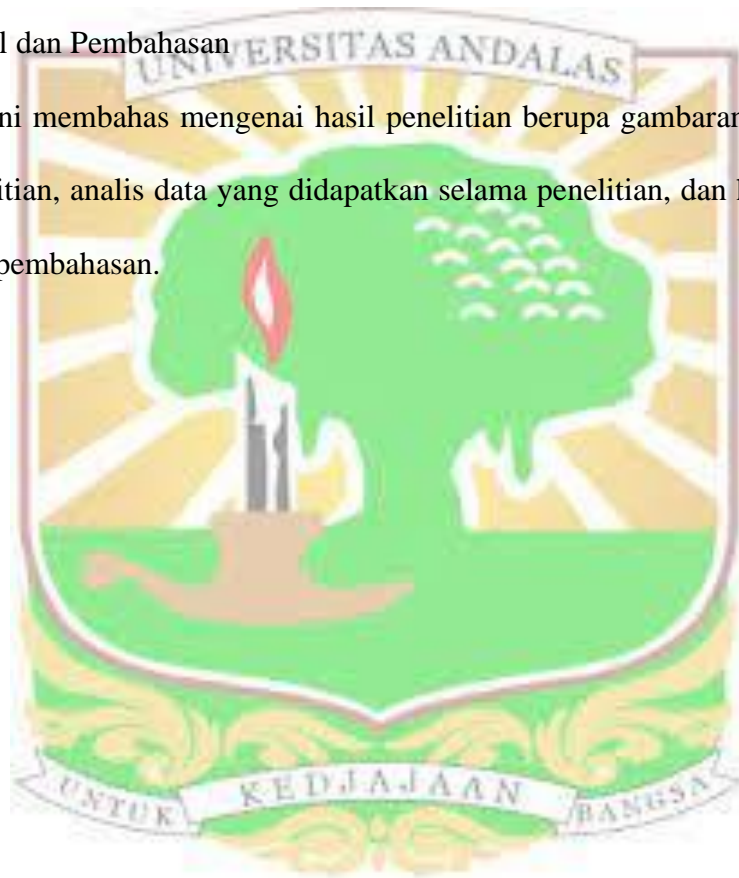 l dan Pembahasan
UNIVERSITAS ANDALAS
ni membahas mengenai hasil penelitian berupa gambaran
itian, analis data yang didapatkan selama penelitian, dan
pembahasan.
UNTUK KEDJAJAAN BANGSA